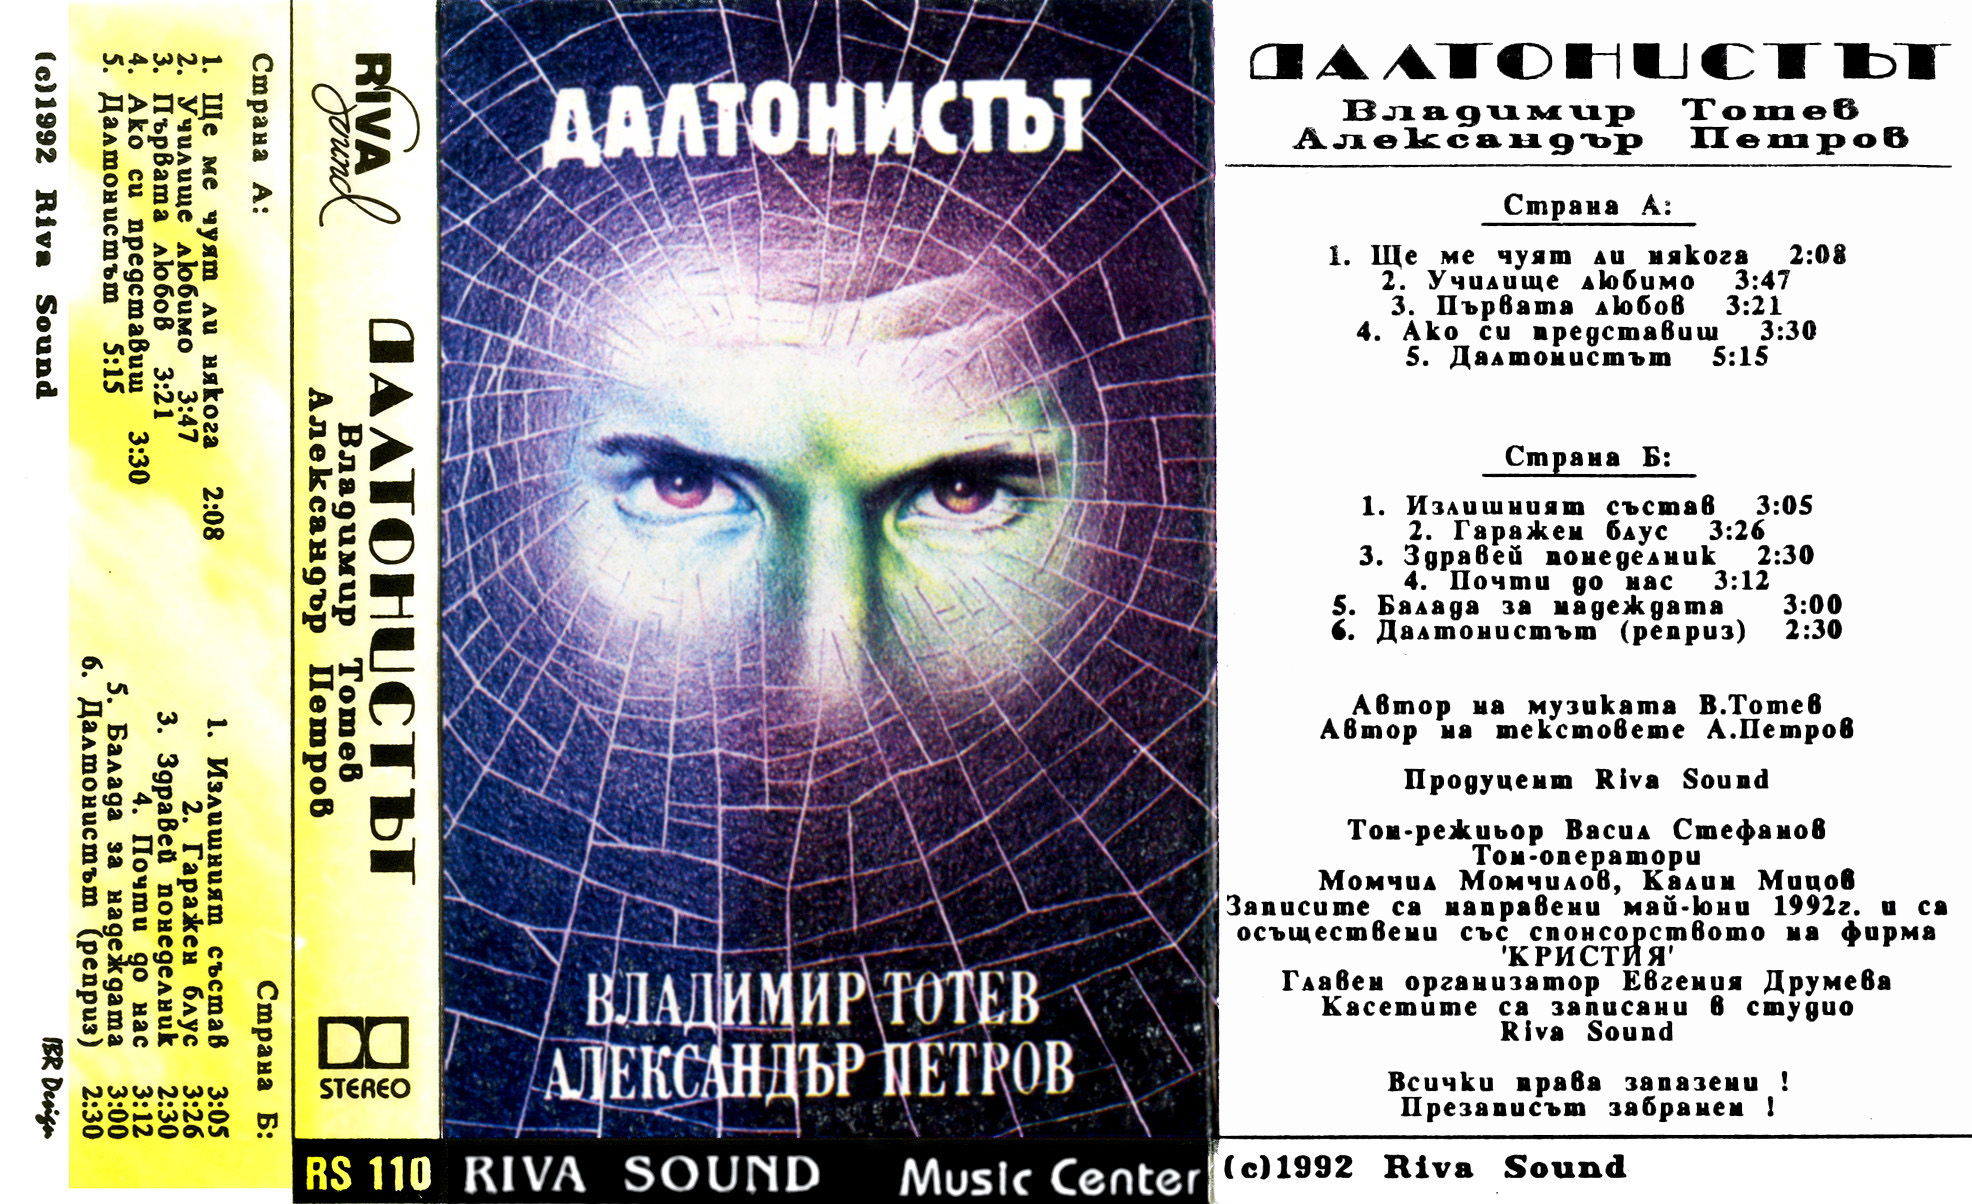 Страна А:
1. Ще ме чуят ли някога 2:08
2. Училище любимо 3:47
3. Първата любов 3:21
4. Ако си представиш 3:30
5. Далтонистът 5:15
(c)1992 Riva Sound
Страна Б:
1. Излишният състав 3:05
2. Гаражен блус 3:26
3. Здравей понеделник 2:30
4. Почти до нас 3:12
5. Балада за надеждата 3:00
6. Далтонистът (реприз) 2:30
IBR Design
RIVA
Sound
ДАЛТОНИСТЪТ
Владимир Тотев
Александър Петров
STEREO
RS 110
ДАЛТОНИСТЪТ
ВЛАДИМИР ТОТЕВ
АЛЕКСАНДЪР ПЕТРОВ
RIVA SOUND Music Center
ДАЛТОНИСТЪТ
Владимир Тотев
Александър Петров
Страна А:
1. Ще ме чуят ли някога 2:08
2. Училище любимо 3:47
3. Първата любов 3:21
4. Ако си представиш 3:30
5. Далтонистът 5:15
Страна Б:
1. Излишният състав 3:05
2. Гаражен блус 3:26
3. Здравей понеделник 2:30
4. Почти до нас 3:12
5. Балада за надеждата 3:00
6. Далтонистът (реприз) 2:30
Автор на музиката В.Тотев
Автор на текстовете А.Петров
Продуцент Riva Sound
Тон-режиьор Васил Стефанов
Тон-оператори
Момчил Момчилов, Калин Мицов
Записите са направени май-юни 1992г. и са
осъществени със спонсорството на фирма
'КРИСТИЯ'
Главен организатор Евгения Друмева
Касетите са записани в студио
Riva Sound
Всички права запазени !
Презаписът забранен !
(c)1992 Riva Sound